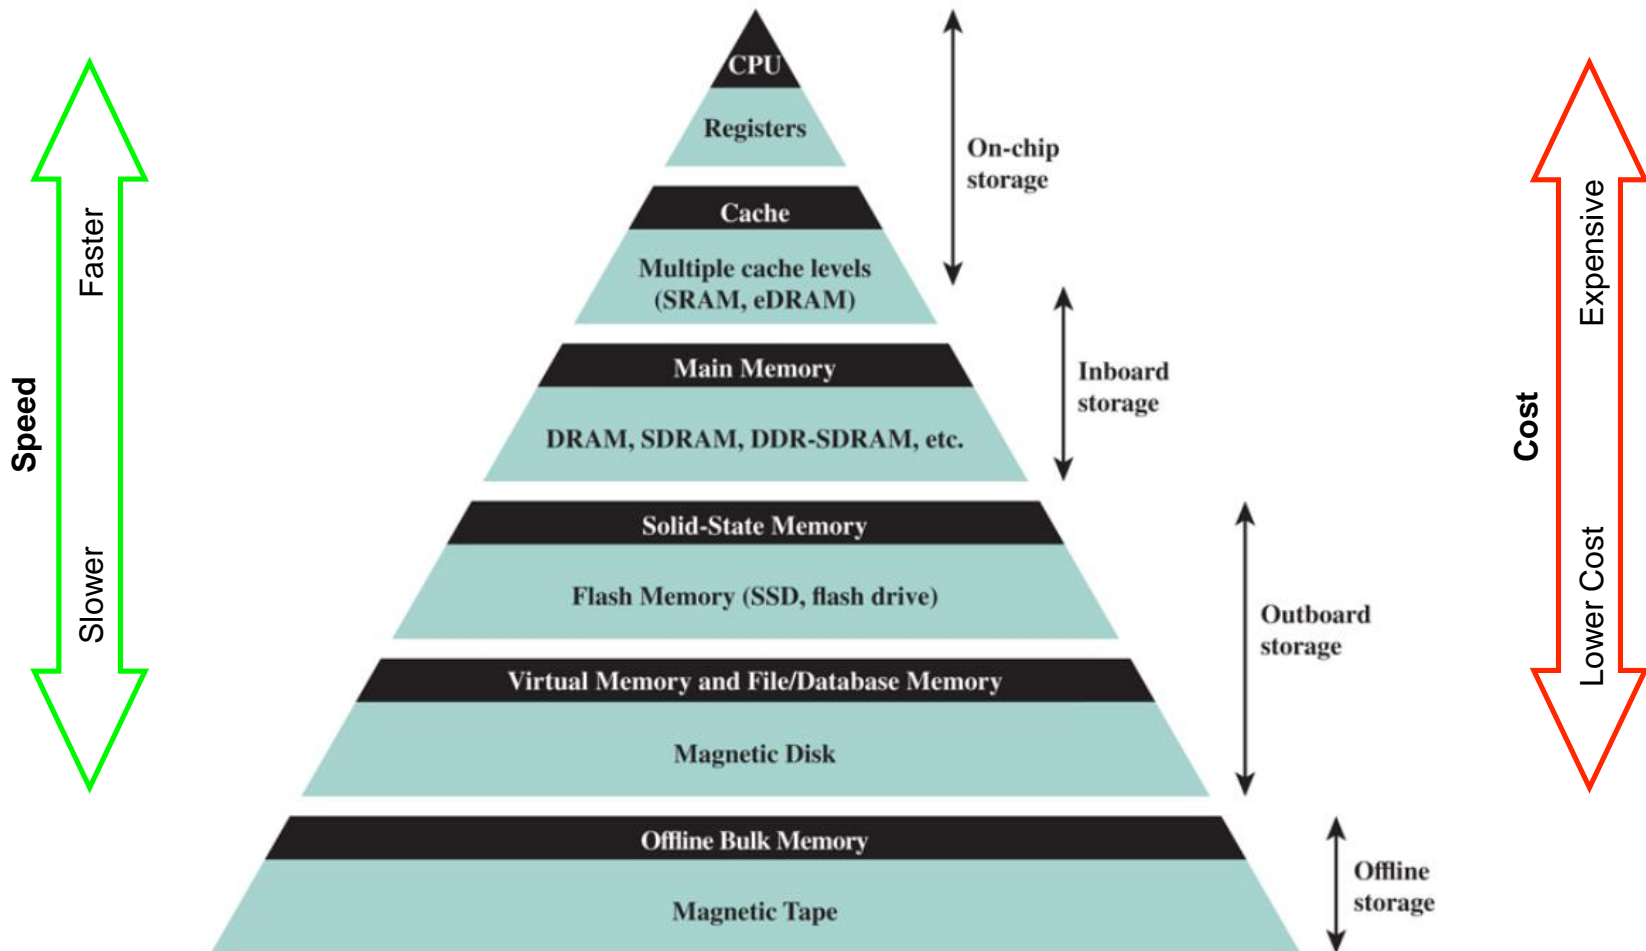 CPU
Registers
On-chip
storage
Cache
Multiple cache levels
(SRAM, eDRAM)
Main Memory
DRAM, SDRAM, DDR-SDRAM, etc.
Inboard
storage
Solid-State Memory
Flash Memory (SSD, flash drive)
Outboard
storage
Virtual Memory and File/Database Memory
Magnetic Disk
Offline Bulk Memory
Magnetic Tape
Offline
storage
Speed
Faster
Slower
Cost
Expensive
Lower Cost